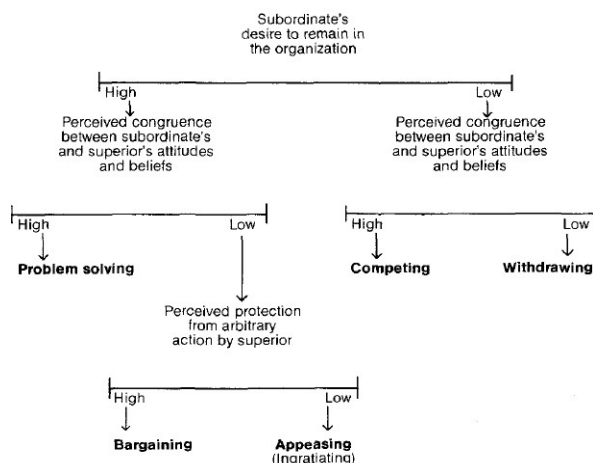 Subordinate's
desire to remain in
the organization
High
Low
Perceived congruence
between subordinate's
and superior's attitudes
and beliefs
Perceived congruence
between subordinate's
and superior's attitudes
and beliefs
High
Low
High
Low
Problem solving
Competing
Withdrawing
Perceived protection
from arbitrary
action by superior
High
Low
Bargaining
Appeasing
(Ingratiating)